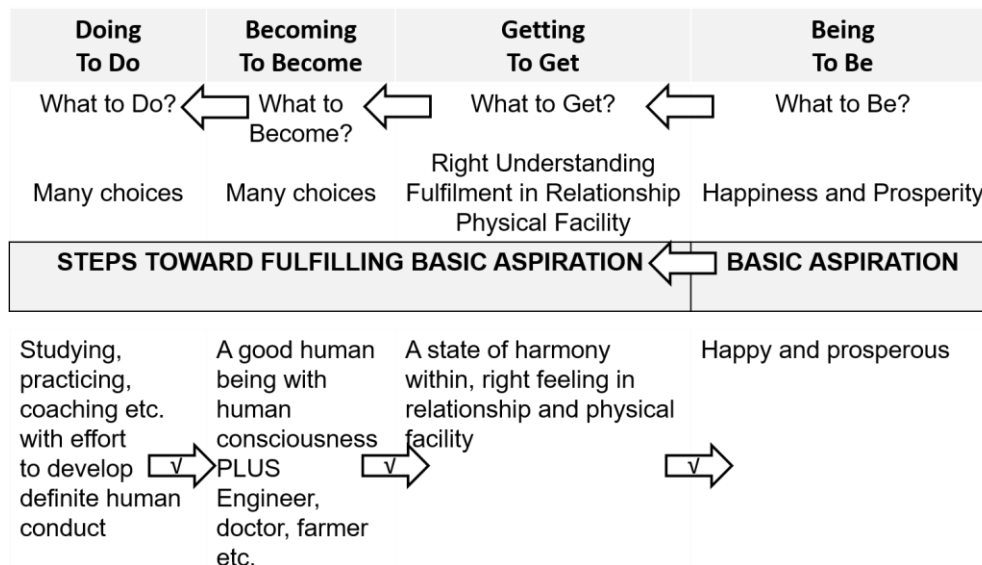 Doing
To Do
Becoming
To Become
Getting
To Get
Being
To Be
What to Do?
What to
Become?
What to Get?
What to Be?
Many choices
Many choices
Right Understanding
Fulfilment in Relationship
Physical Facility
Happiness and Prosperity
STEPS TOWARD FULFILLING BASIC ASPIRATION
BASIC ASPIRATION
Studying,
practicing,
coaching etc.
with effort
to develop
definite human
conduct
√
A good human
being with
human
consciousness
PLUS
Engineer,
doctor, farmer
etc.
√
A state of harmony
within, right feeling in
relationship and physical
facility
√
Happy and prosperous